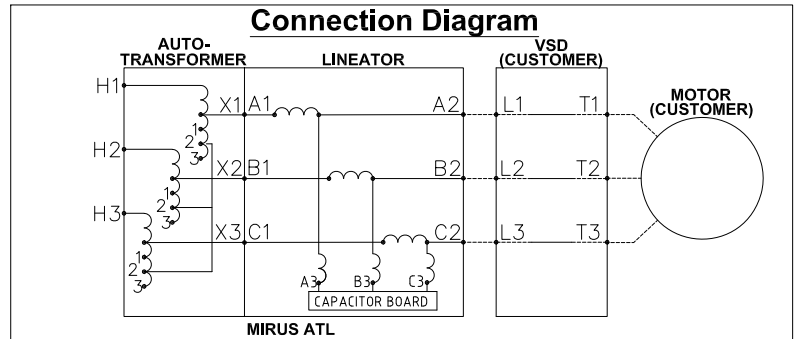 Connection Diagram
AUTO-
TRANSFORMER
LINEATOR
VSD
(CUSTOMER)
MOTOR
(CUSTOMER)
H1
X1
A1
A2
L1
T1
1
2
3
H2
X2
B1
B2
L2
T2
1
2
3
H3
X3
C1
C2
L3
T3
1
2
3
A3
B3
C3
CAPACITOR BOARD
MIRUS ATL